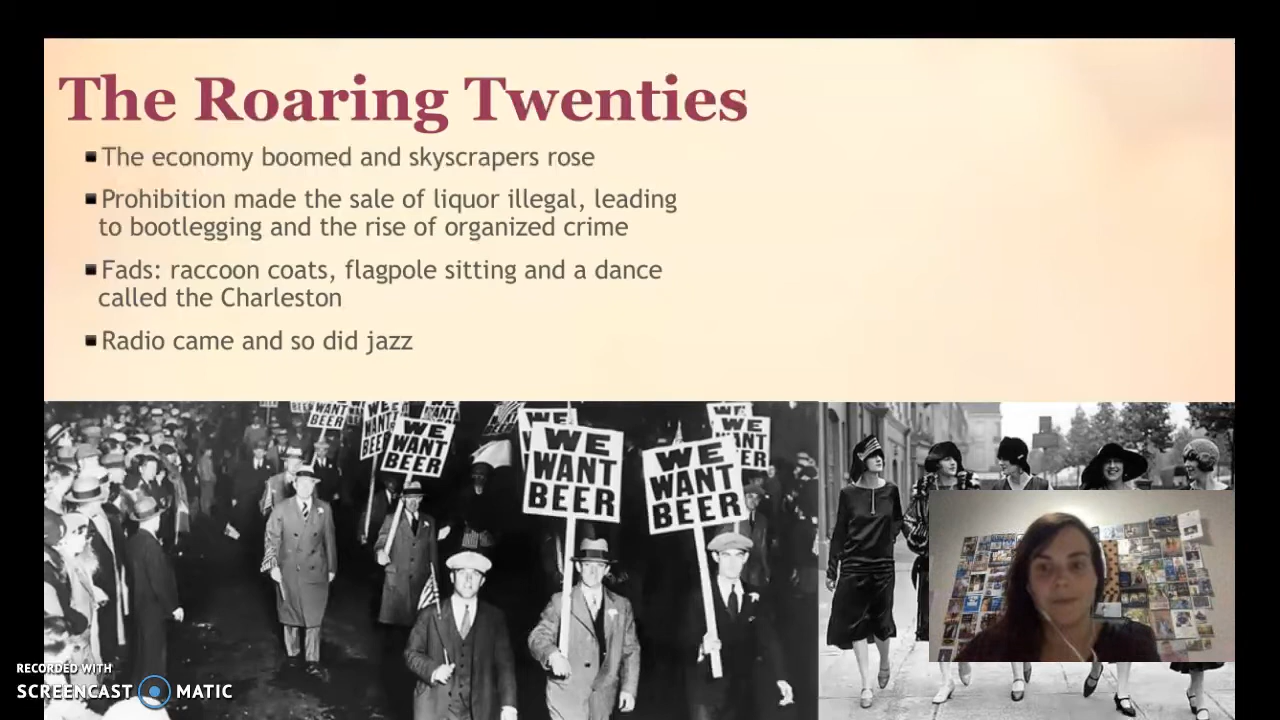 The Roaring Twenties
The economy boomed and skyscrapers rose
Prohibition made the sale of liquor illegal, leading
to bootlegging and the rise of organized crime
Fads: raccoon coats, flagpole sitting and a dance
called the Charleston
Radio came and so did jazz
WE
WANT
BEER
WE
WANT
BEER
WE
WANT
BEER
WE
WANT
BEER
RECORDED WITH
SCREENCAST MATIC